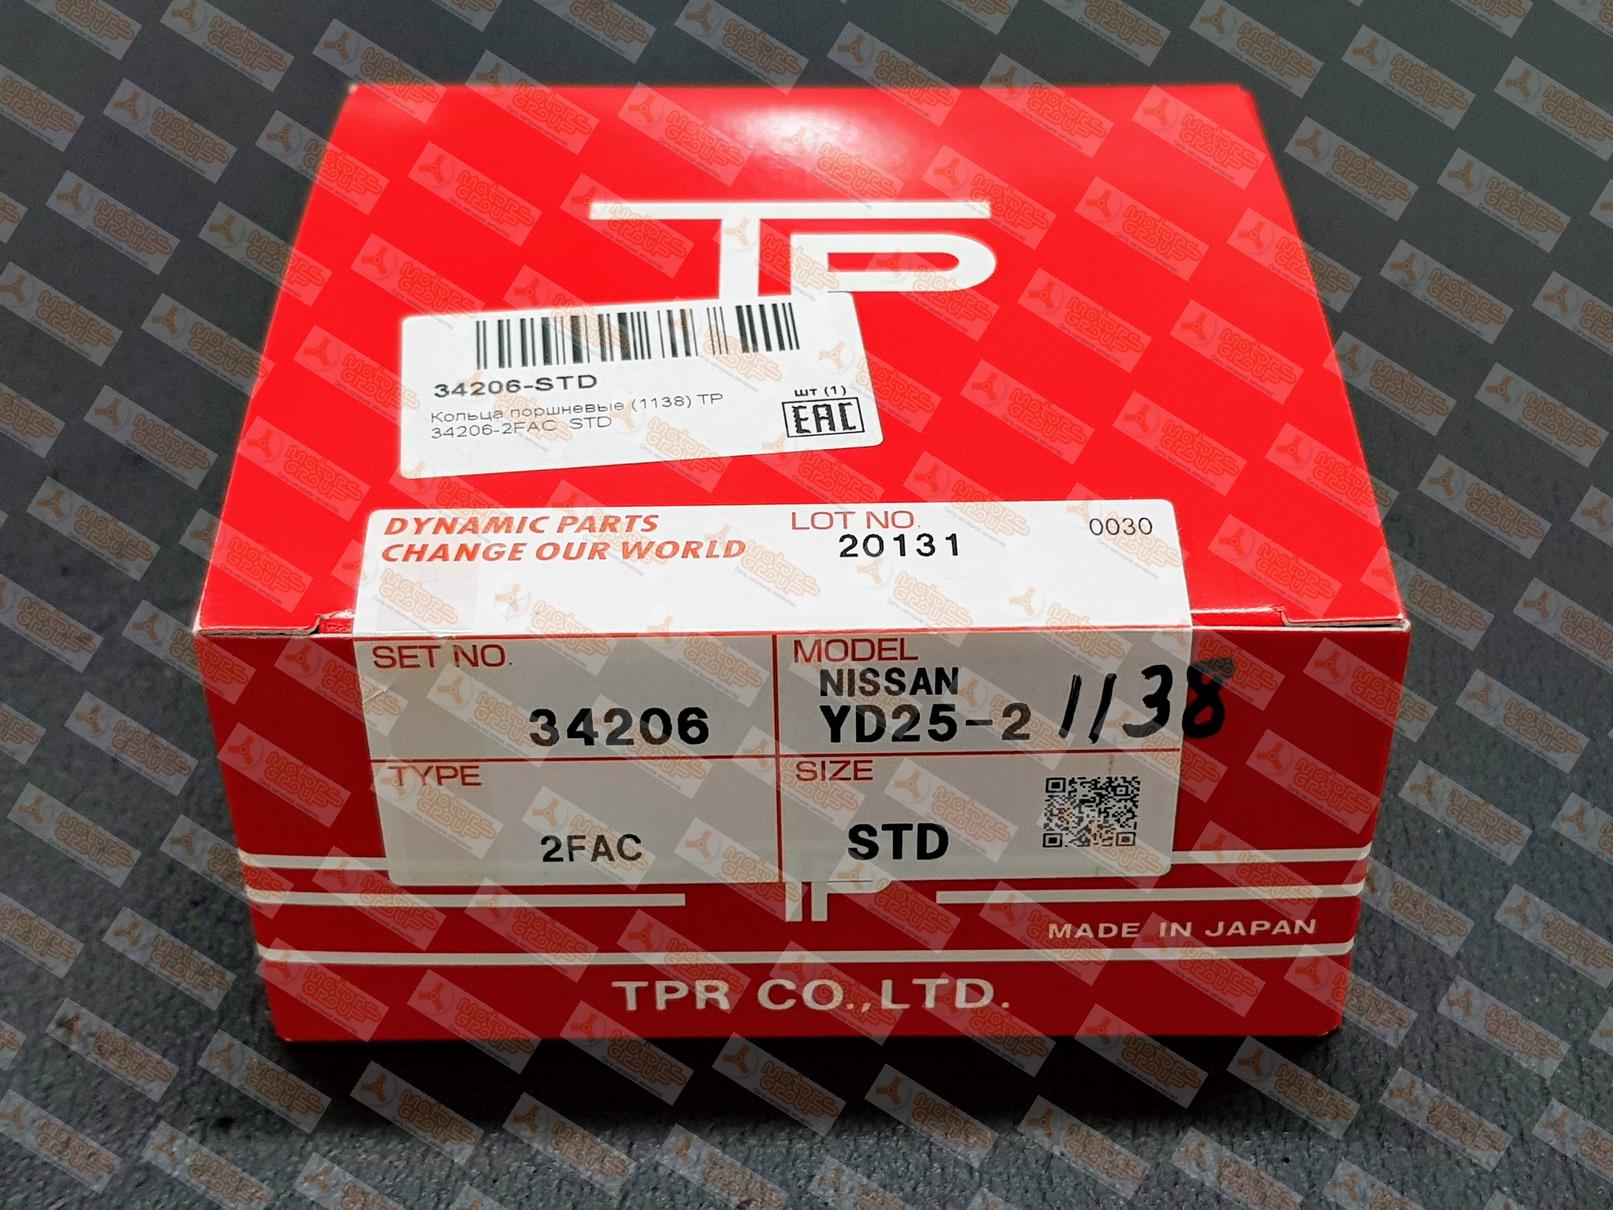 TP
34206-STD
Кольца поршневые (1138) TP
34206-2FAC STD
шт (1)
EAC
DYNAMIC PARTS
CHANGE OUR WORLD
LOT NO.
20131
0030
SET NO.
34206
MODEL
NISSAN
YD25-2
1138
TYPE
2FAC
SIZE
STD
TP
MADE IN JAPAN
TPR CO.,LTD.